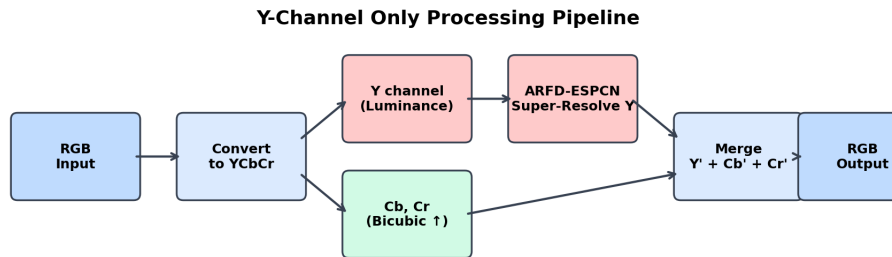 Y-Channel Only Processing Pipeline
RGB
Input
Convert
to YCbCr
Y channel
(Luminance)
ARFD-ESPCN
Super-Resolve Y
Cb, Cr
(Bicubic ↑)
Merge
Y' + Cb' + Cr'
RGB
Output